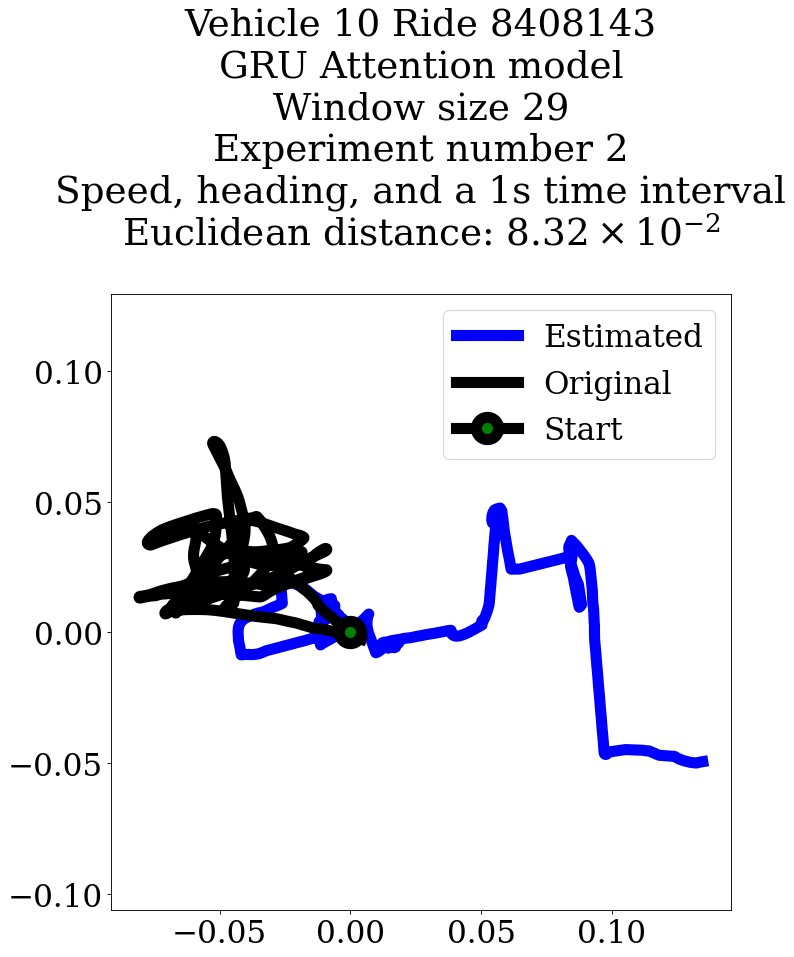 Vehicle 10 Ride 8408143
GRU Attention model
Window size 29
Experiment number 2
Speed, heading, and a 1s time interval
Euclidean distance: 8.32 × 10⁻²
Estimated
Original
Start
0.10
0.05
0.00
−0.05
−0.10
−0.05 0.00 0.05 0.10